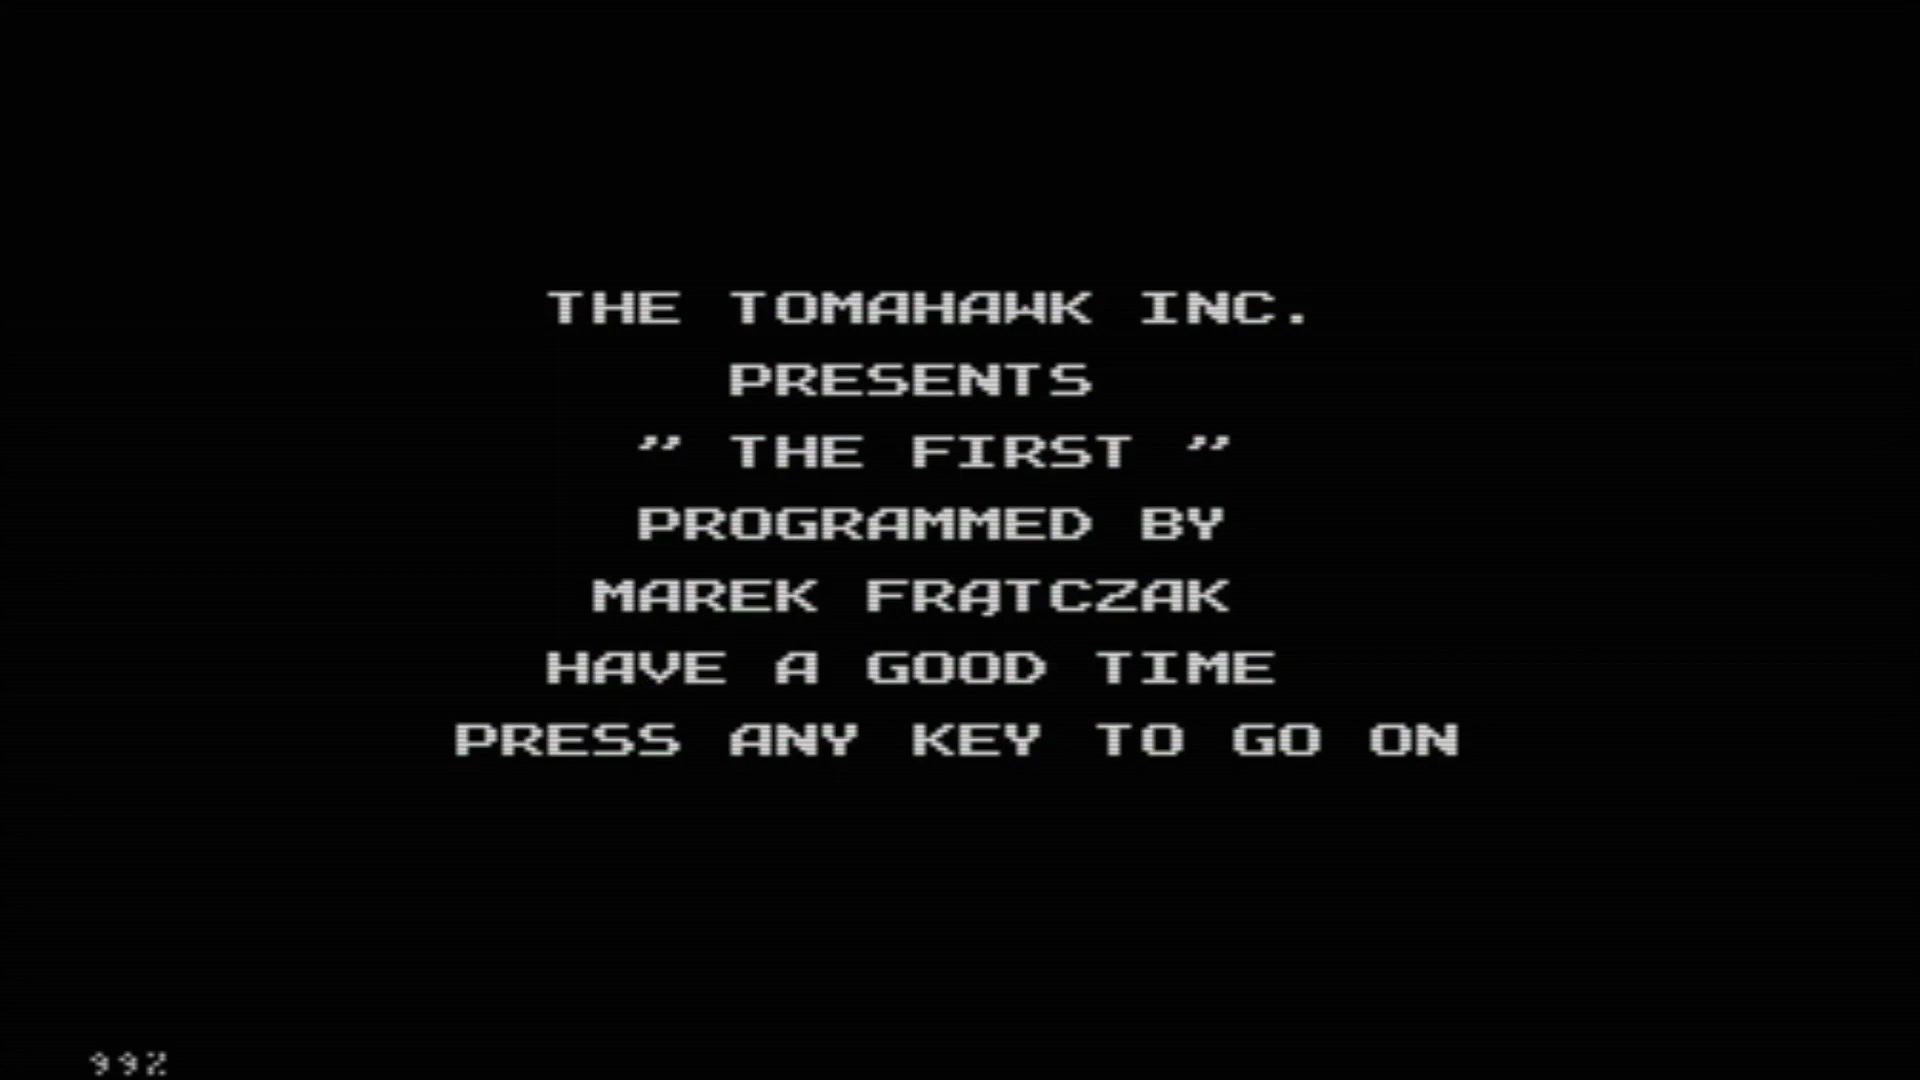 THE TOMAHAWK INC.
PRESENTS
" THE FIRST "
PROGRAMMED BY
MAREK FRĄTCZAK
HAVE A GOOD TIME
PRESS ANY KEY TO GO ON
99%